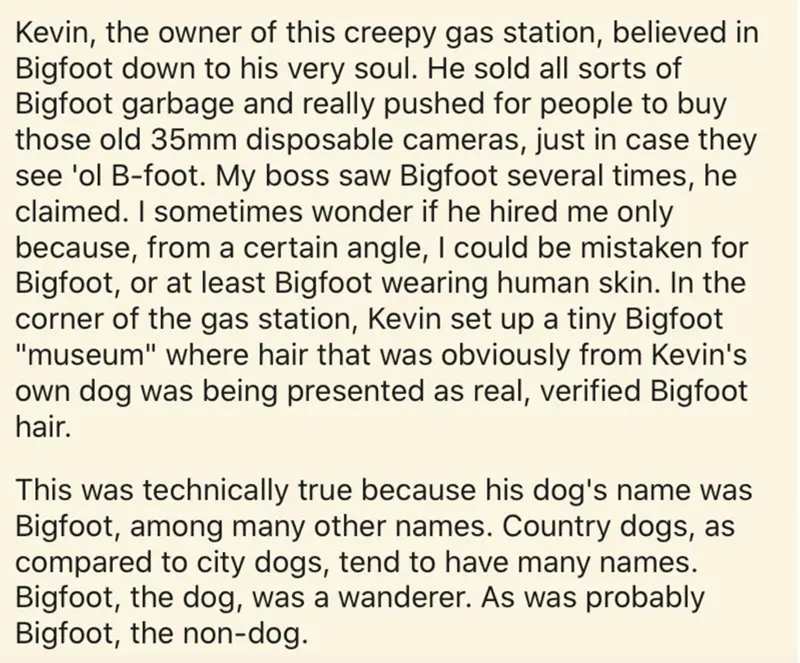 Kevin, the owner of this creepy gas station, believed in
Bigfoot down to his very soul. He sold all sorts of
Bigfoot garbage and really pushed for people to buy
those old 35mm disposable cameras, just in case they
see 'ol B-foot. My boss saw Bigfoot several times, he
claimed. I sometimes wonder if he hired me only
because, from a certain angle, I could be mistaken for
Bigfoot, or at least Bigfoot wearing human skin. In the
corner of the gas station, Kevin set up a tiny Bigfoot
"museum" where hair that was obviously from Kevin's
own dog was being presented as real, verified Bigfoot
hair.
This was technically true because his dog's name was
Bigfoot, among many other names. Country dogs, as
compared to city dogs, tend to have many names.
Bigfoot, the dog, was a wanderer. As was probably
Bigfoot, the non-dog.